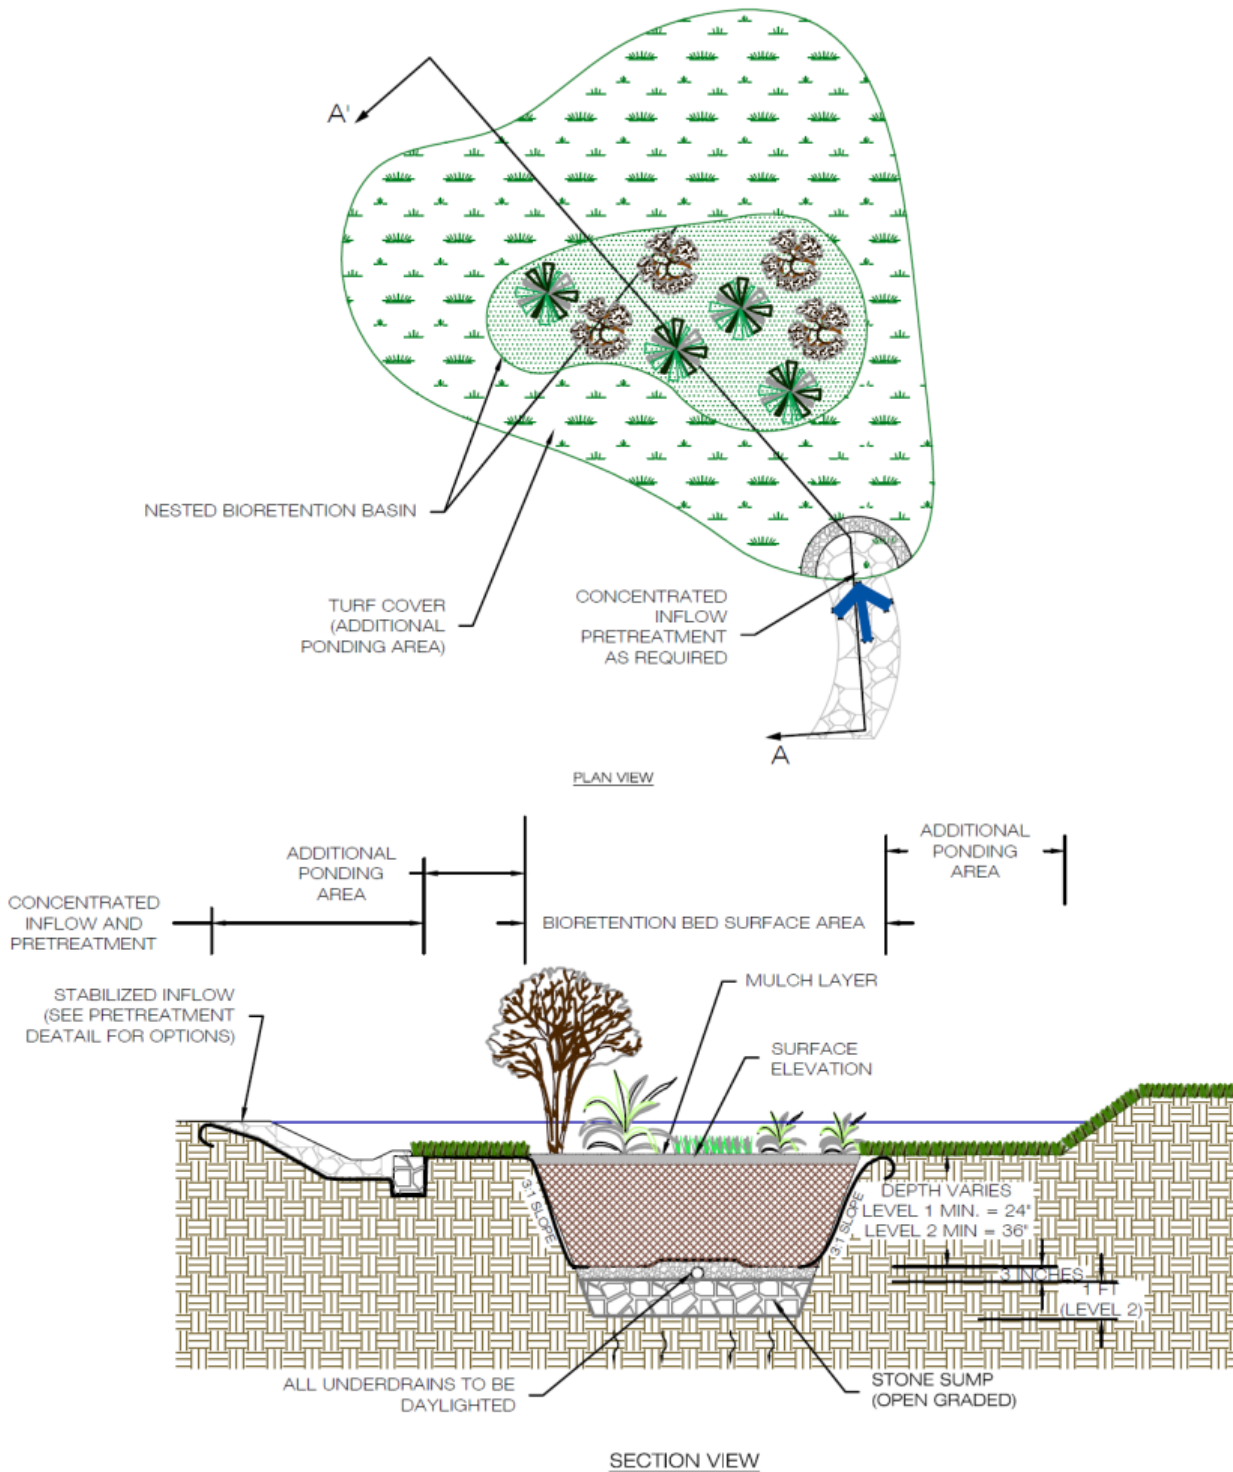 A'
NESTED BIORETENTION BASIN
TURF COVER
(ADDITIONAL
PONDING AREA)
CONCENTRATED
INFLOW
PRETREATMENT
AS REQUIRED
A
PLAN VIEW
ADDITIONAL
PONDING
AREA
ADDITIONAL
PONDING
AREA
CONCENTRATED
INFLOW AND
PRETREATMENT
BIORETENTION BED SURFACE AREA
STABILIZED INFLOW
(SEE PRETREATMENT
DEATAIL FOR OPTIONS)
MULCH LAYER
SURFACE
ELEVATION
3:1 SLOPE
3:1 SLOPE
DEPTH VARIES
LEVEL 1 MIN. = 24"
LEVEL 2 MIN = 36"
3 INCHES
1 FT
(LEVEL 2)
ALL UNDERDRAINS TO BE
DAYLIGHTED
STONE SUMP
(OPEN GRADED)
SECTION VIEW